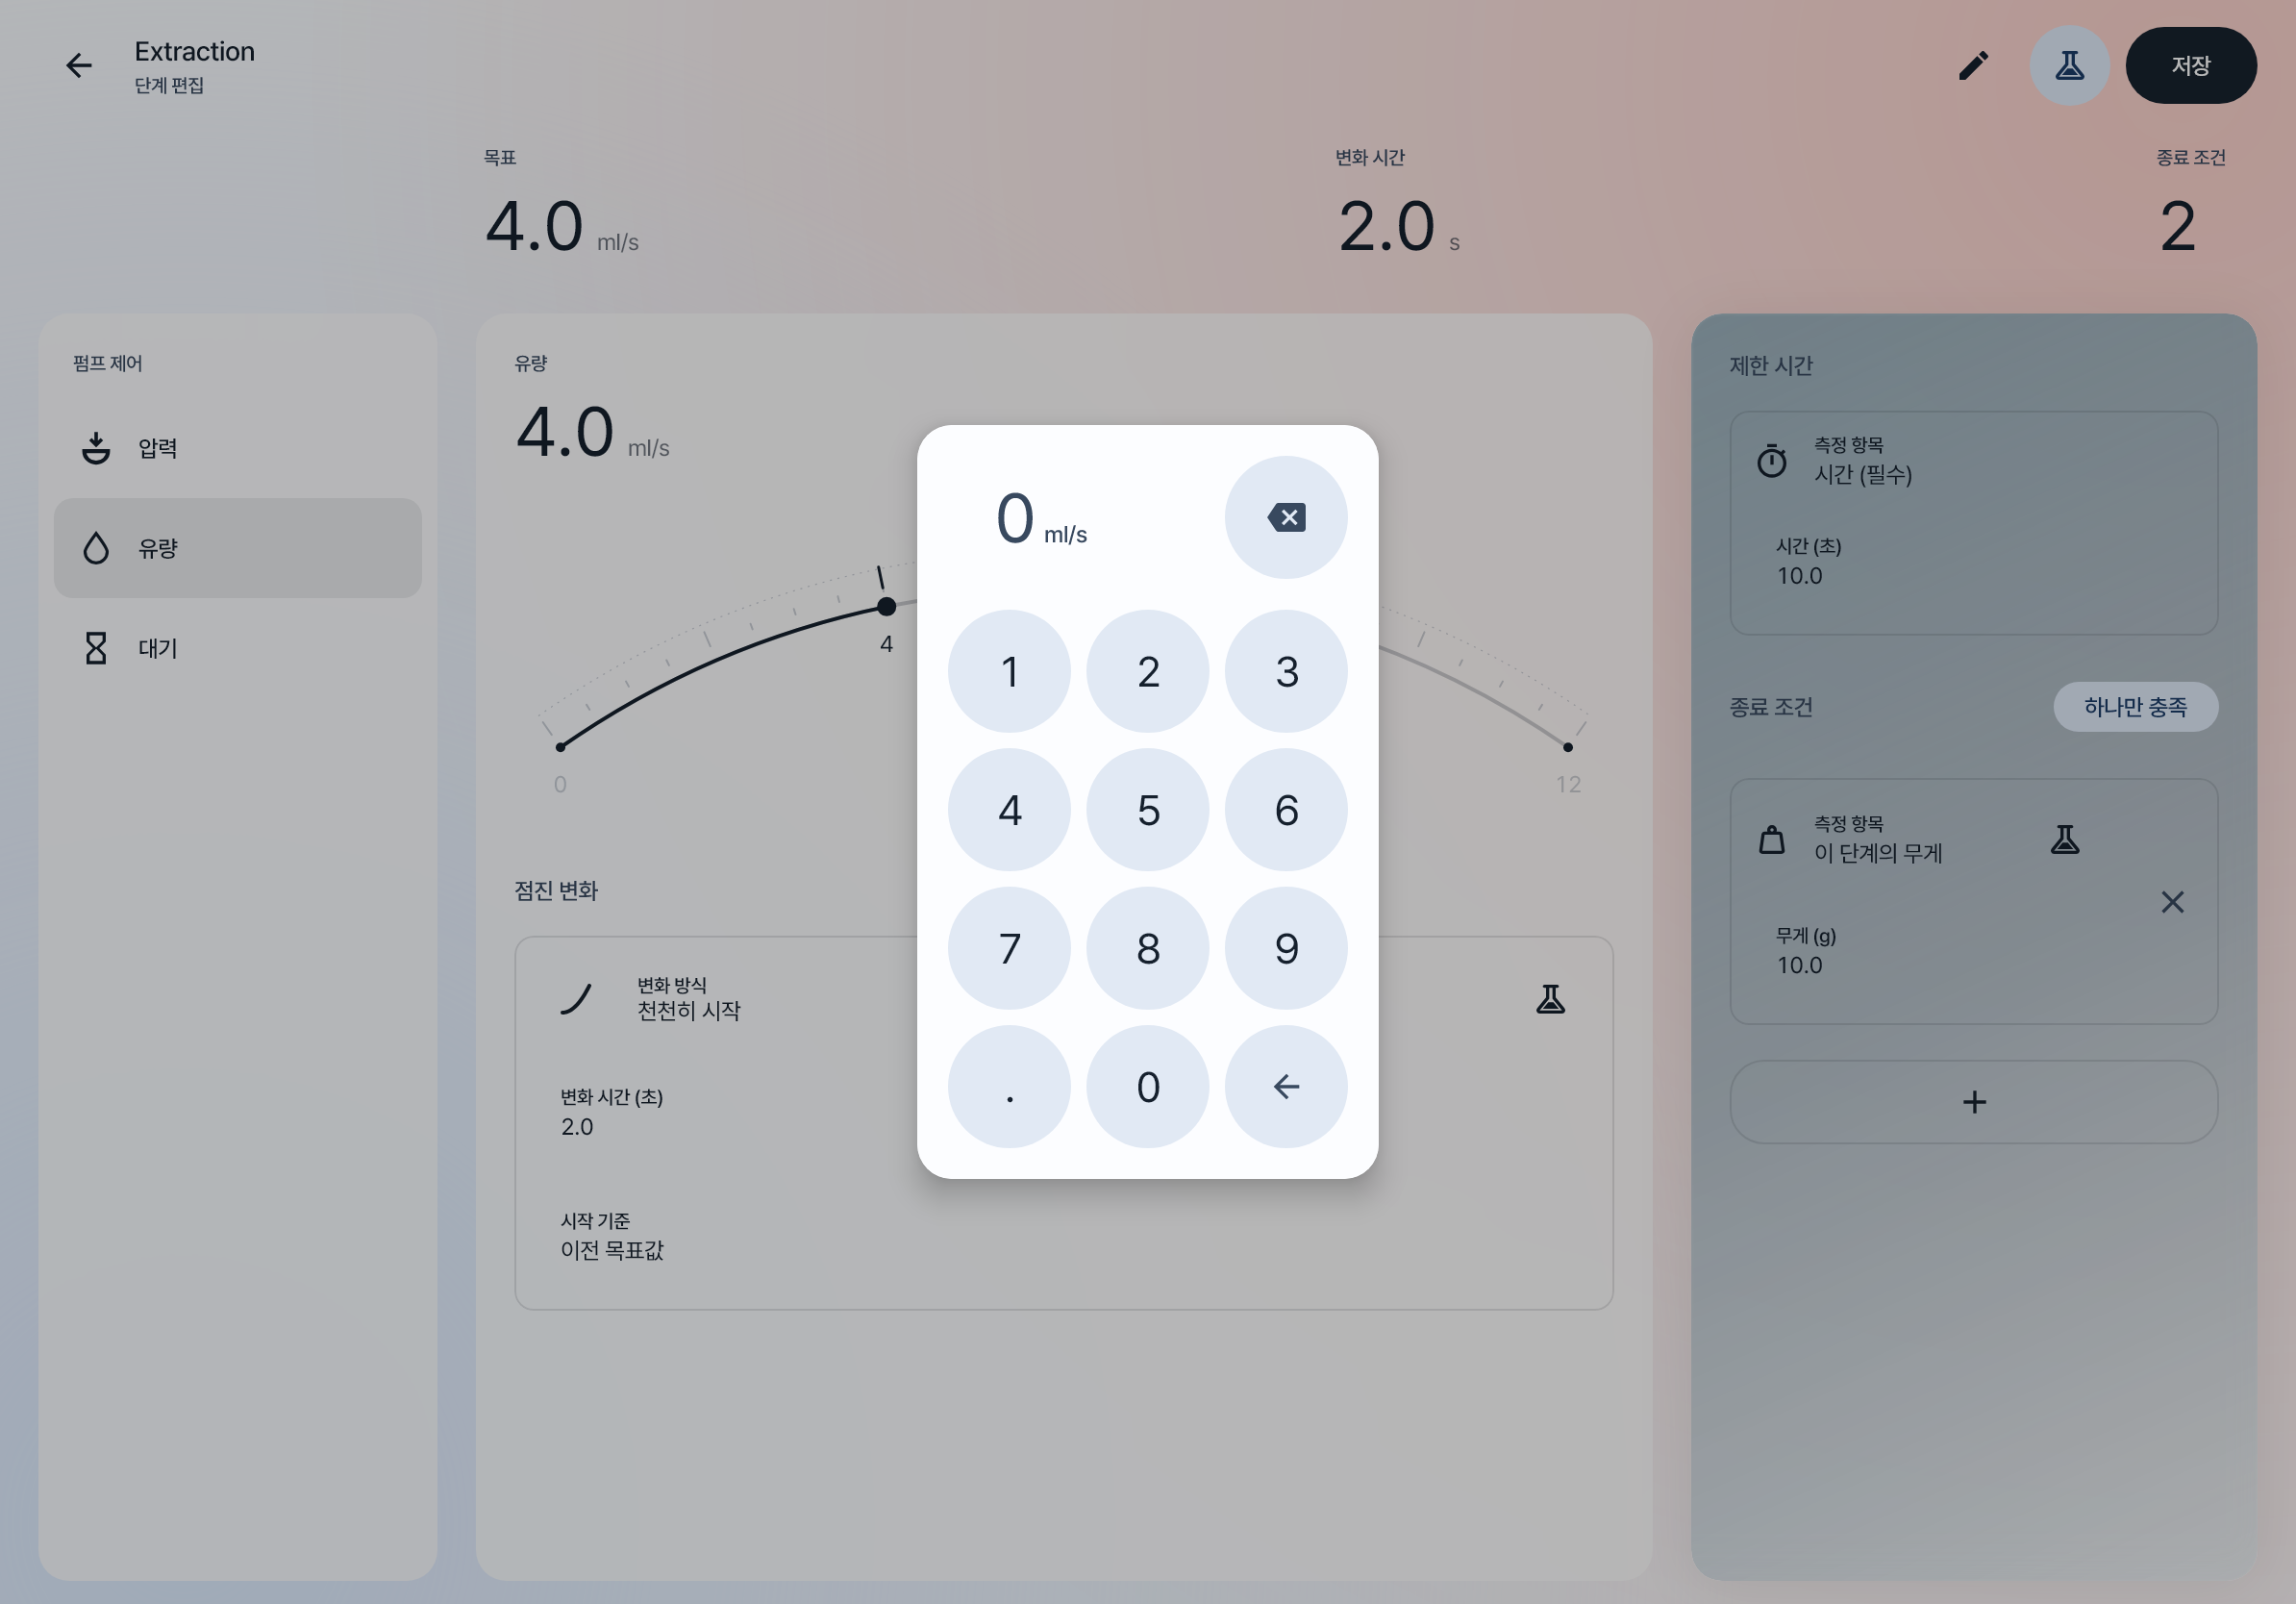 Extraction
단계 편집
저장
목표
4.0 ml/s
변화 시간
2.0 s
종료 조건
2
펌프 제어
압력
유량
대기
유량
4.0 ml/s
4
0
12
점진 변화
변화 방식
천천히 시작
변화 시간 (초)
2.0
시작 기준
이전 목표값
0 ml/s
1 2 3
4 5 6
7 8 9
. 0
제한 시간
측정 항목
시간 (필수)
시간 (초)
10.0
종료 조건
하나만 충족
측정 항목
이 단계의 무게
무게 (g)
10.0